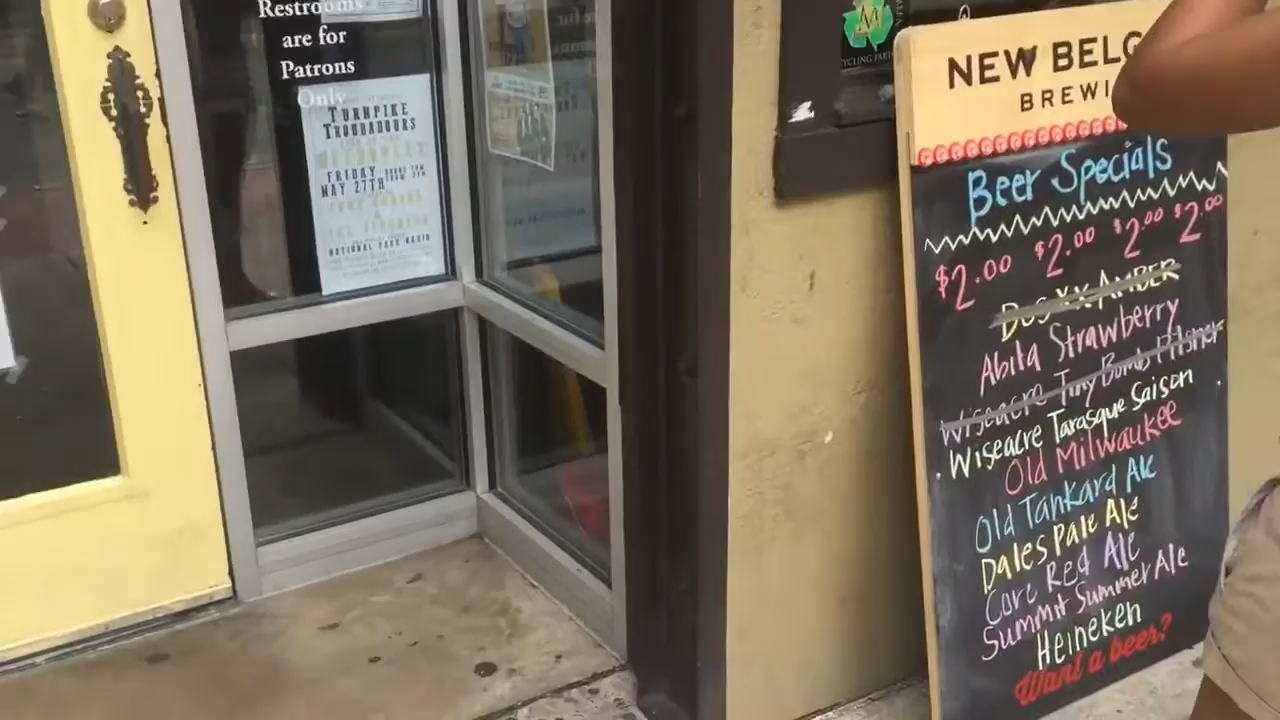 Restrooms
are for
Patrons
Only
TURNPIKE
TROUBADOURS
FRIDAY
MAY 27TH
NATIONAL PARK RADIO
NEW BELG
BREWI
Beer Specials
$2.00 $2.00 $2.00 $2.00
Dos XX AMBER
Abita Strawberry
Wiseacre Tiny Bomb Pilsner
Wiseacre Tarasque Saison
Old Milwaukee
Old Tankard Ale
Dales Pale Ale
Core Red Ale
Summit Summer Ale
Heineken
Want a beer?